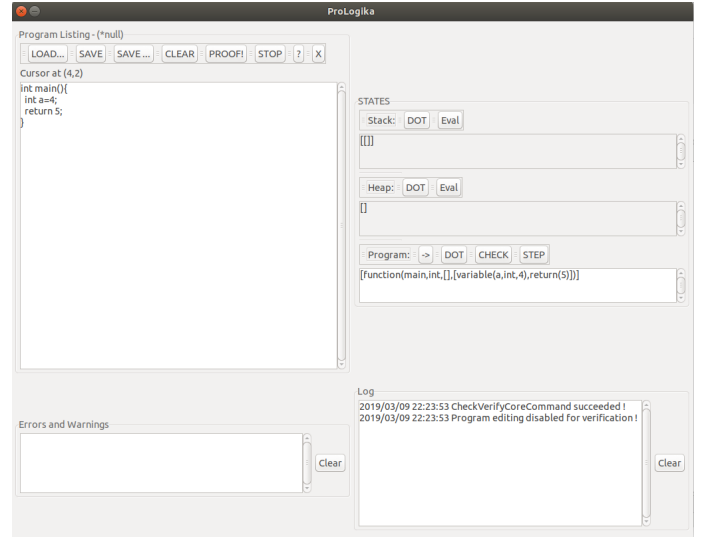 ProLogika
Program Listing - (*null)
LOAD... SAVE SAVE ... CLEAR PROOF! STOP ? X
Cursor at (4,2)
int main(){
int a=4;
return 5;
}
STATES
Stack: DOT Eval
[[]]
Heap: DOT Eval
[]
Program: -> DOT CHECK STEP
[function(main,int,[],[variable(a,int,4),return(5)])]
Errors and Warnings
Clear
Log
2019/03/09 22:23:53 CheckVerifyCoreCommand succeeded !
2019/03/09 22:23:53 Program editing disabled for verification !
Clear